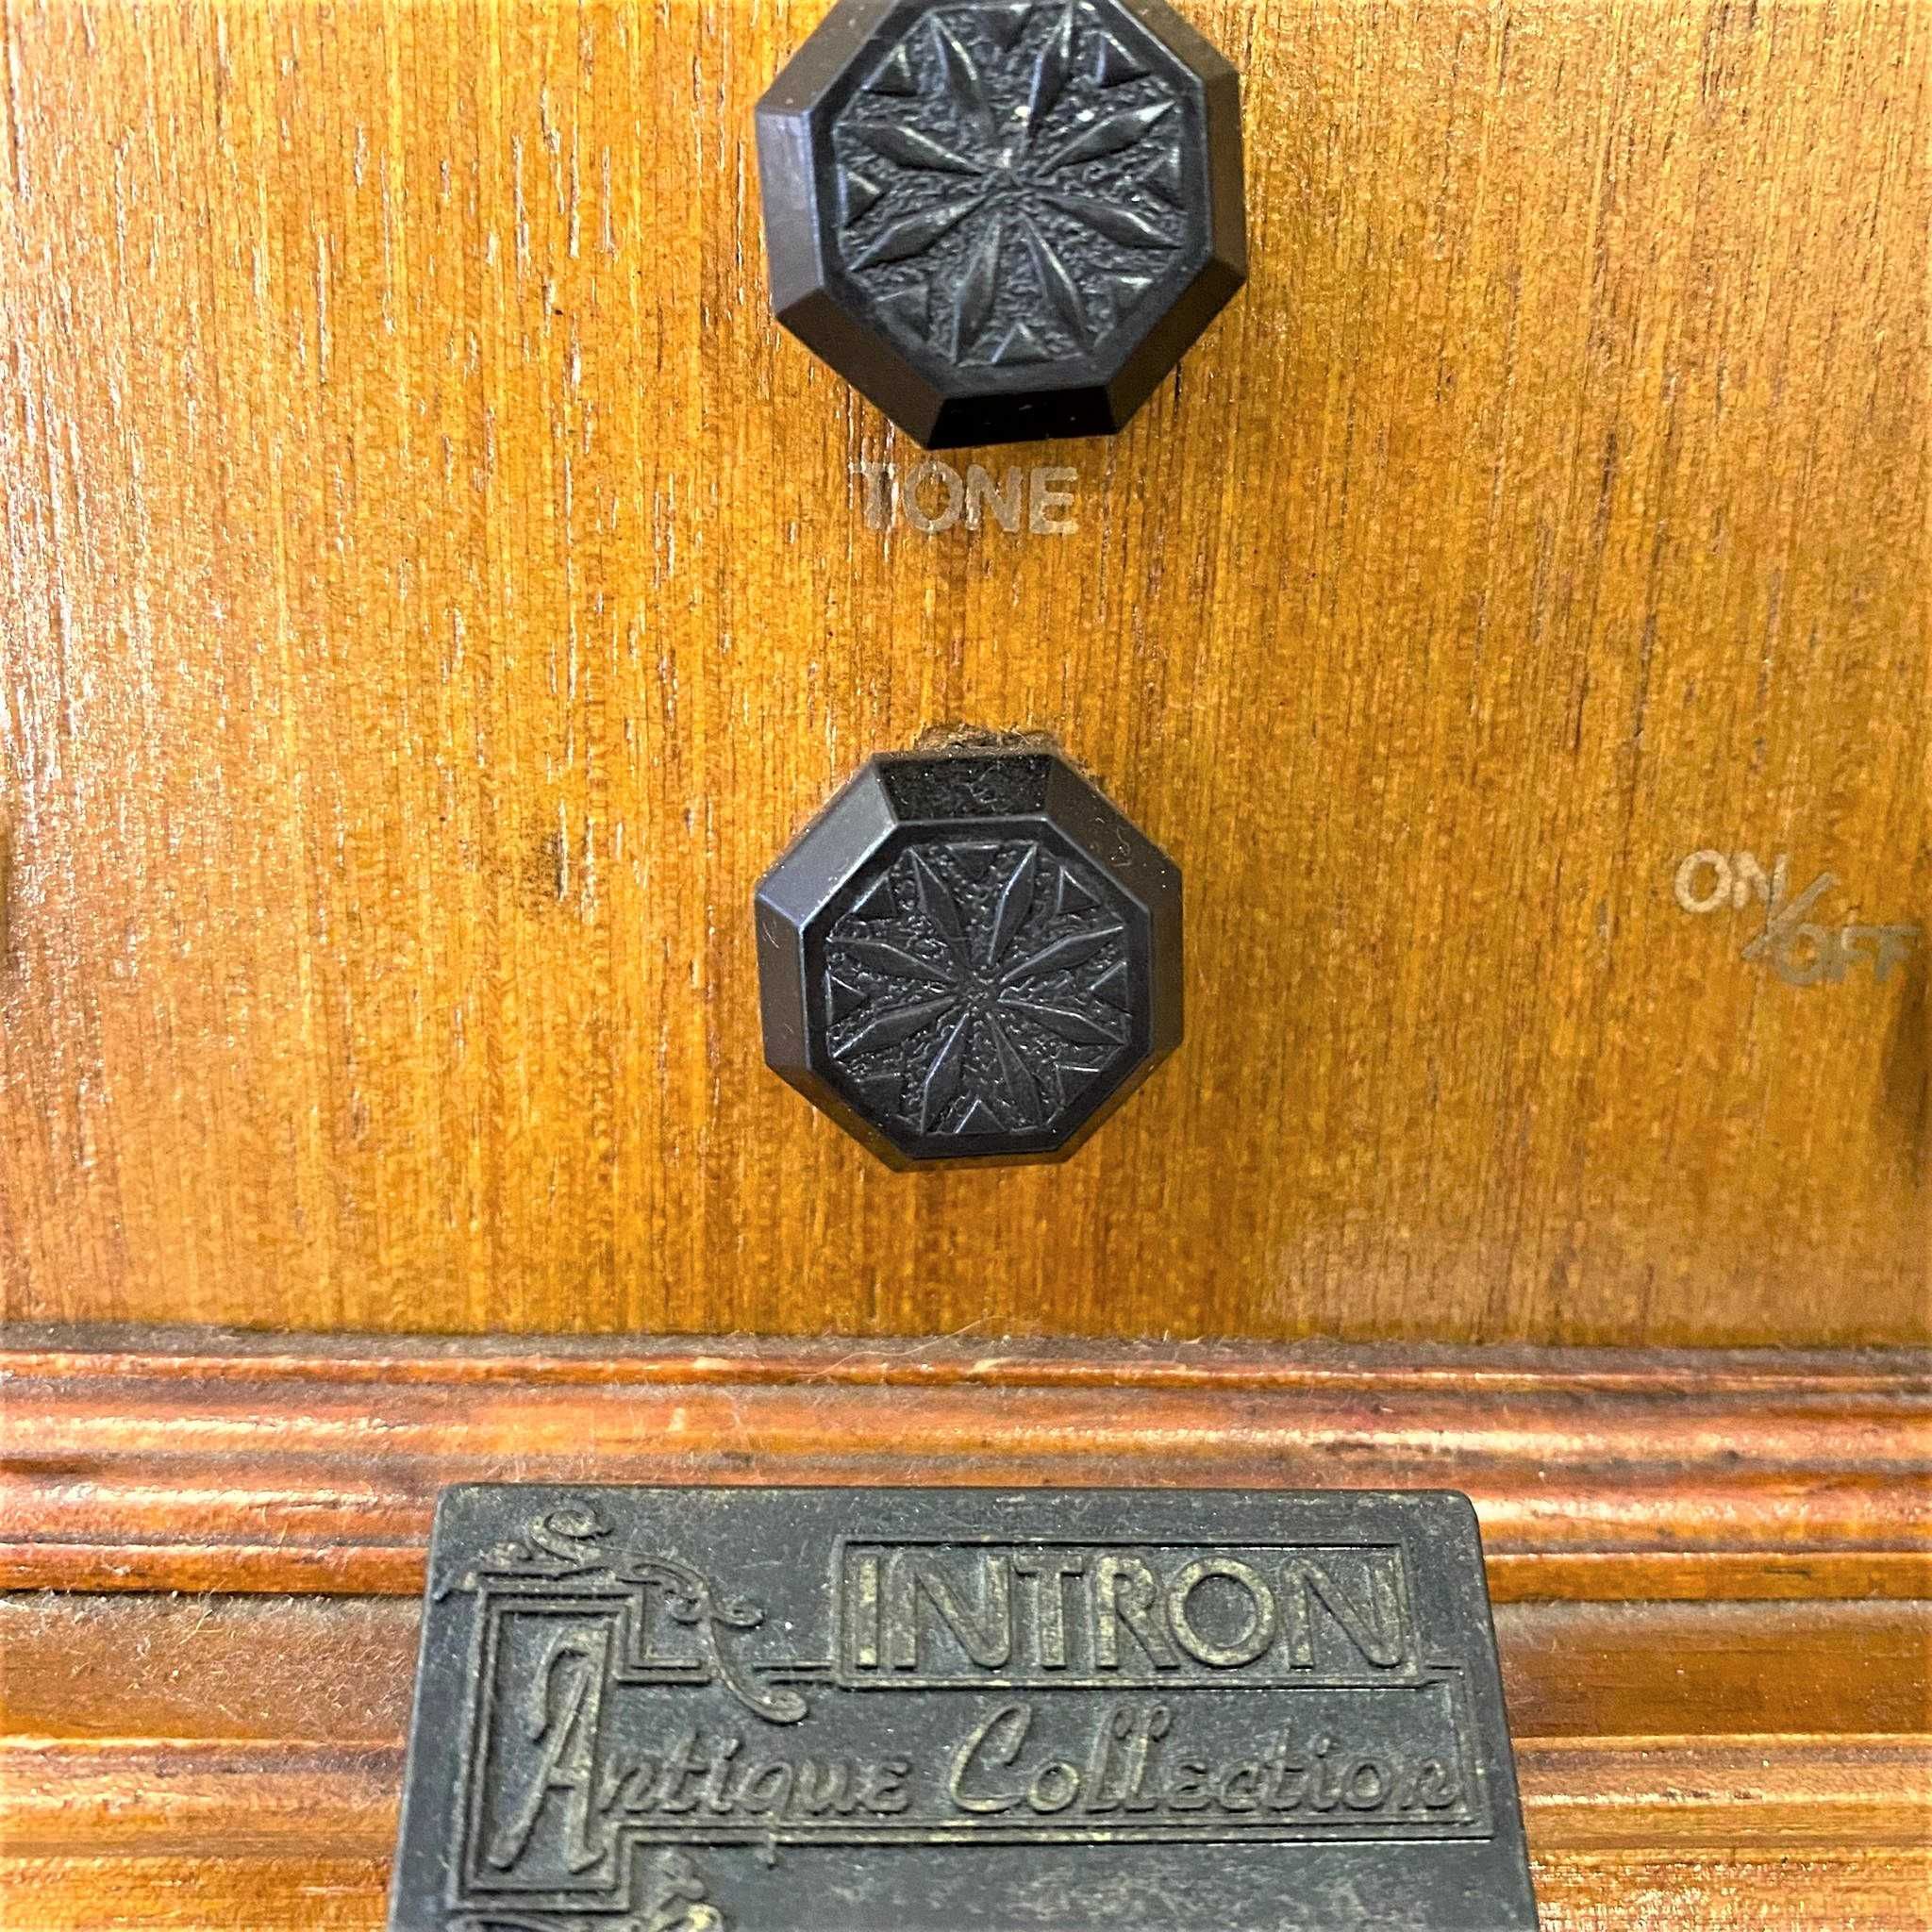 TONE
ON/OFF
INTRON
Antique Collection